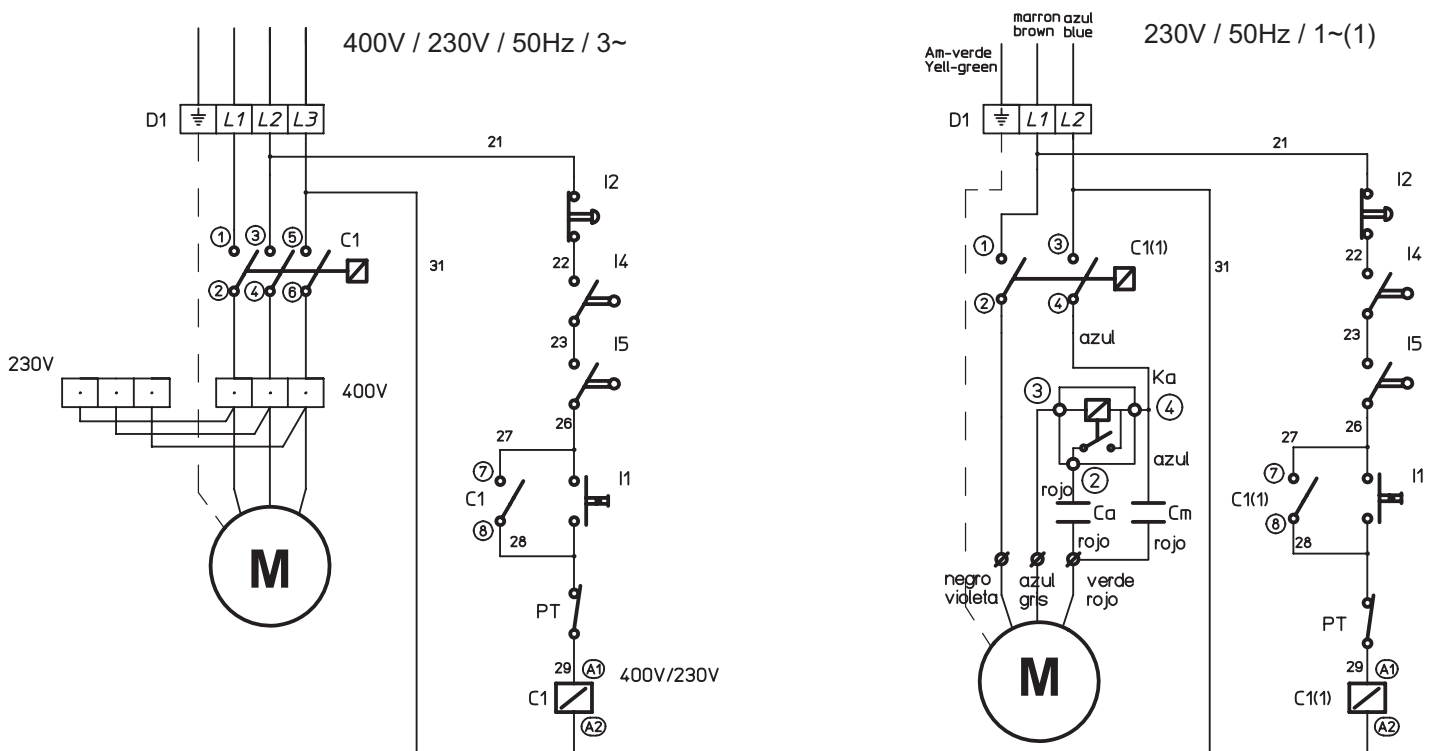 400V / 230V / 50Hz / 3~
D1 L1 L2 L3
21
I2
1 3 5 C1
22 I4
31
2 4 6
23 I5
230V
400V
26
27
7 I1
C1
8
28
M
PT
29 A1 400V/230V
C1
A2
marron azul
brown blue
230V / 50Hz / 1~(1)
Am-verde
Yell-green
D1 L1 L2
21
I2
1 3 C1(1)
22 I4
31
2 4
azul
23 I5
Ka
3 4
26
27
azul
2
7 I1
rojo
C1(1)
Ca Cm
8
rojo rojo
28
negro azul verde
violeta gris rojo
PT
M
29 A1
C1(1)
A2